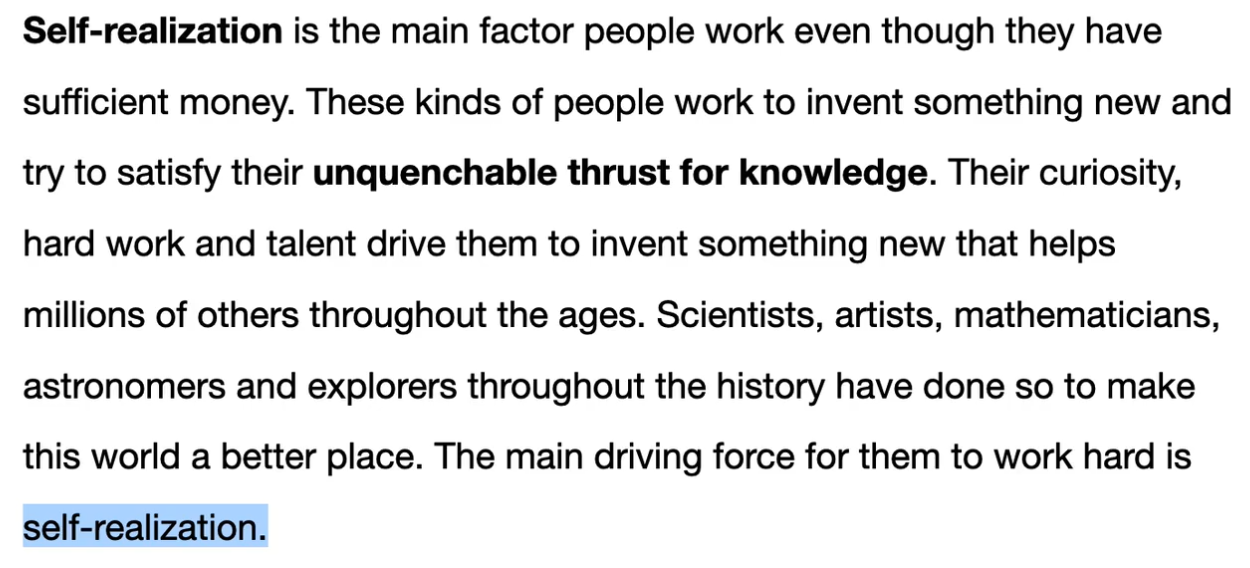 Self-realization is the main factor people work even though they have
sufficient money. These kinds of people work to invent something new and
try to satisfy their unquenchable thrust for knowledge. Their curiosity,
hard work and talent drive them to invent something new that helps
millions of others throughout the ages. Scientists, artists, mathematicians,
astronomers and explorers throughout the history have done so to make
this world a better place. The main driving force for them to work hard is
self-realization.